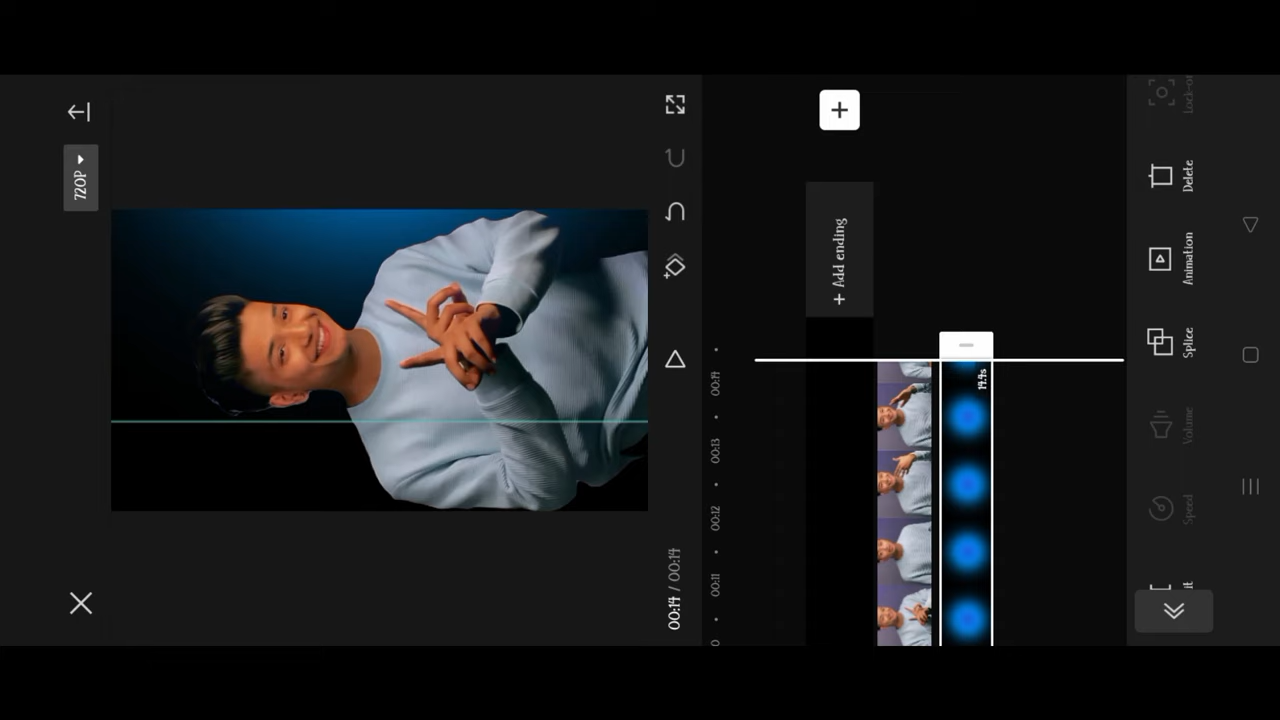 720P
00:14 / 00:14
00:11
00:12
00:13
00:14
+ Add ending
14.4s
Speed
Volume
Splice
Animation
Delete